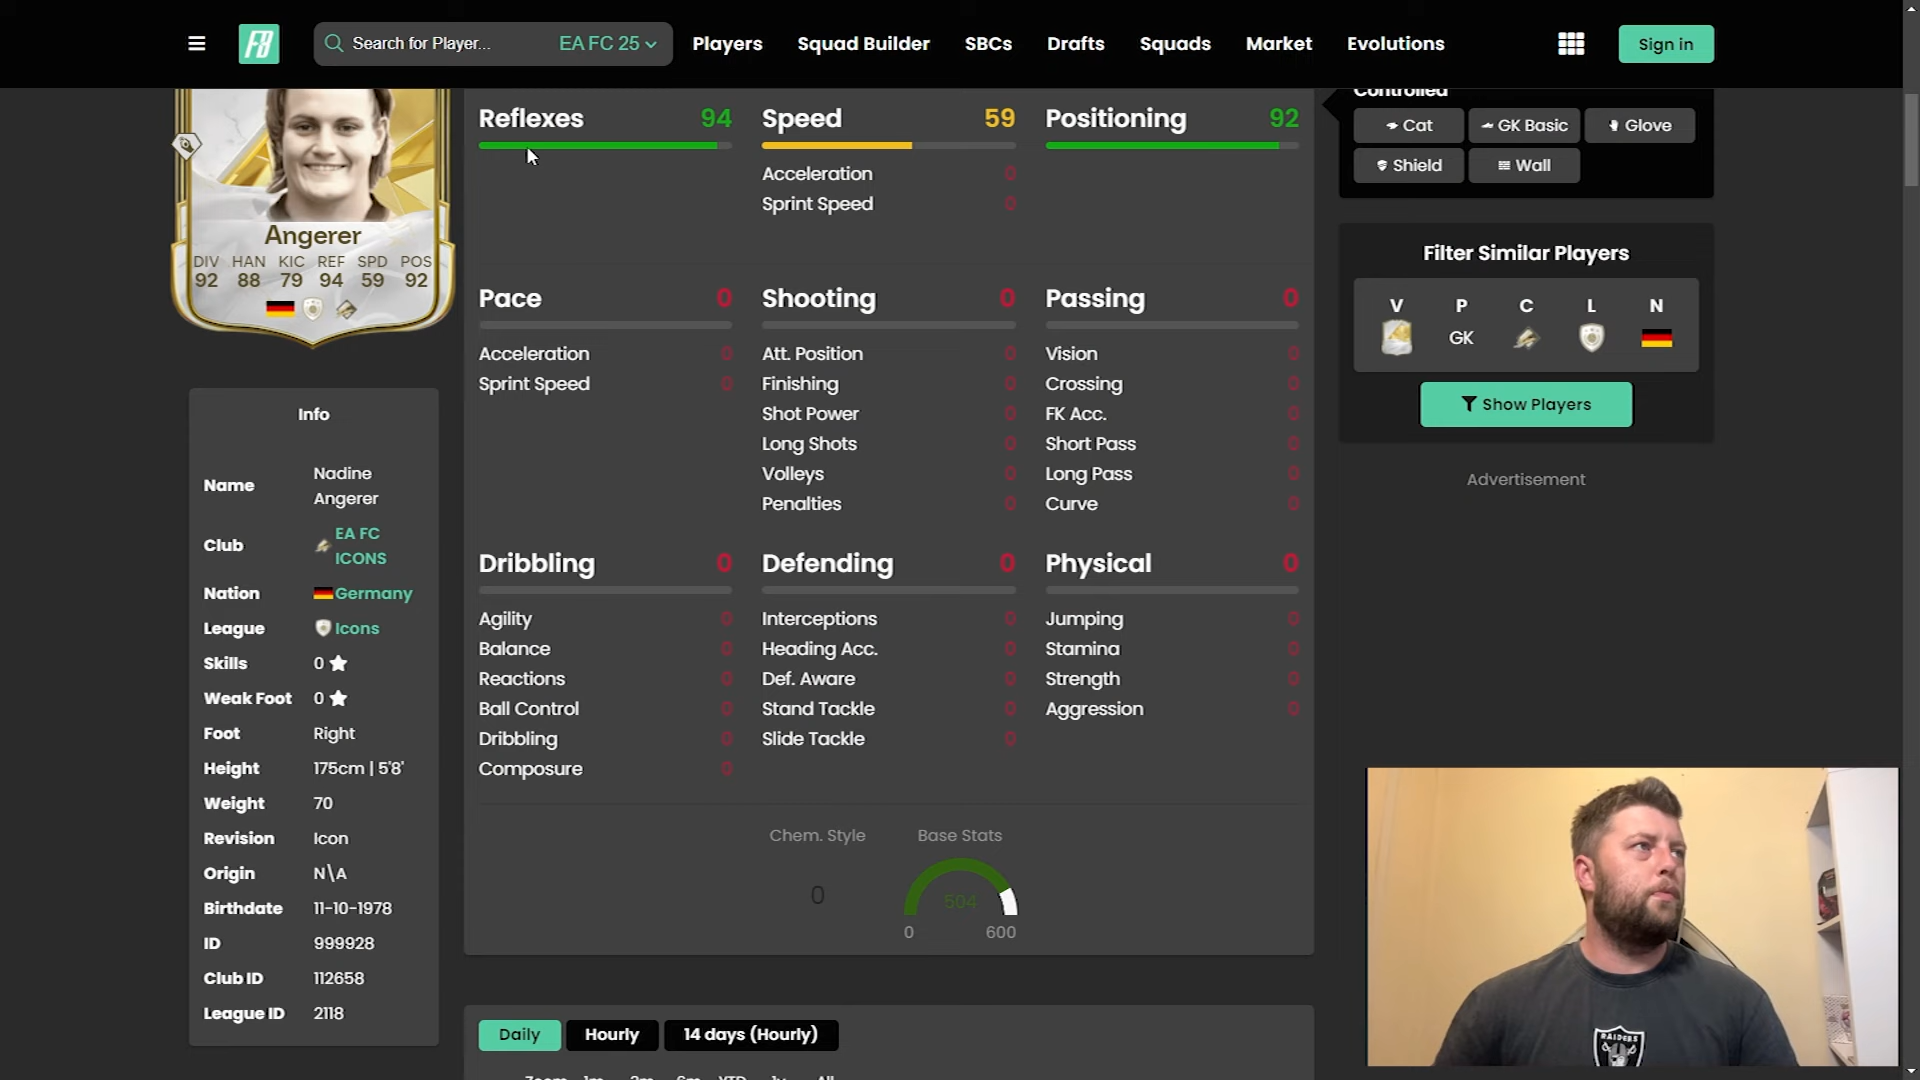 F8
Search for Player...
EA FC 25
Players
Squad Builder
SBCs
Drafts
Squads
Market
Evolutions
Sign in
Angerer
DIV HAN KIC REF SPD POS
92 88 79 94 59 92
Info
Name Nadine Angerer
Club EA FC ICONS
Nation Germany
League Icons
Skills 0
Weak Foot 0
Foot Right
Height 175cm | 5'8'
Weight 70
Revision Icon
Origin N\A
Birthdate 11-10-1978
ID 999928
Club ID 112658
League ID 2118
Reflexes 94
Speed 59
Acceleration 0
Sprint Speed 0
Positioning 92
Pace 0
Acceleration 0
Sprint Speed 0
Shooting 0
Att. Position 0
Finishing 0
Shot Power 0
Long Shots 0
Volleys 0
Penalties 0
Passing 0
Vision 0
Crossing 0
FK Acc. 0
Short Pass 0
Long Pass 0
Curve 0
Dribbling 0
Agility 0
Balance 0
Reactions 0
Ball Control 0
Dribbling 0
Composure 0
Defending 0
Interceptions 0
Heading Acc. 0
Def. Aware 0
Stand Tackle 0
Slide Tackle 0
Physical 0
Jumping 0
Stamina 0
Strength 0
Aggression 0
Chem. Style
0
Base Stats
504
0 600
Daily
Hourly
14 days (Hourly)
Zoom 1m 3m 6m YTD 1y All
Controlled
Cat
GK Basic
Glove
Shield
Wall
Filter Similar Players
V P C L N
GK
Show Players
Advertisement
RAIDERS